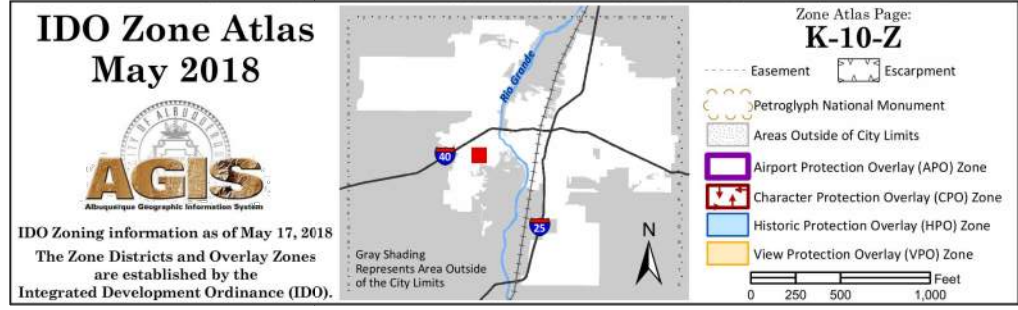 IDO Zone Atlas
May 2018
CITY OF ALBUQUERQUE
AGIS
Albuquerque Geographic Information System
IDO Zoning information as of May 17, 2018
The Zone Districts and Overlay Zones
are established by the
Integrated Development Ordinance (IDO).
Rio Grande
40
25
N
Gray Shading
Represents Area Outside
of the City Limits
Zone Atlas Page:
K-10-Z
Easement
Escarpment
Petroglyph National Monument
Areas Outside of City Limits
Airport Protection Overlay (APO) Zone
Character Protection Overlay (CPO) Zone
Historic Protection Overlay (HPO) Zone
View Protection Overlay (VPO) Zone
Feet
0 250 500 1,000